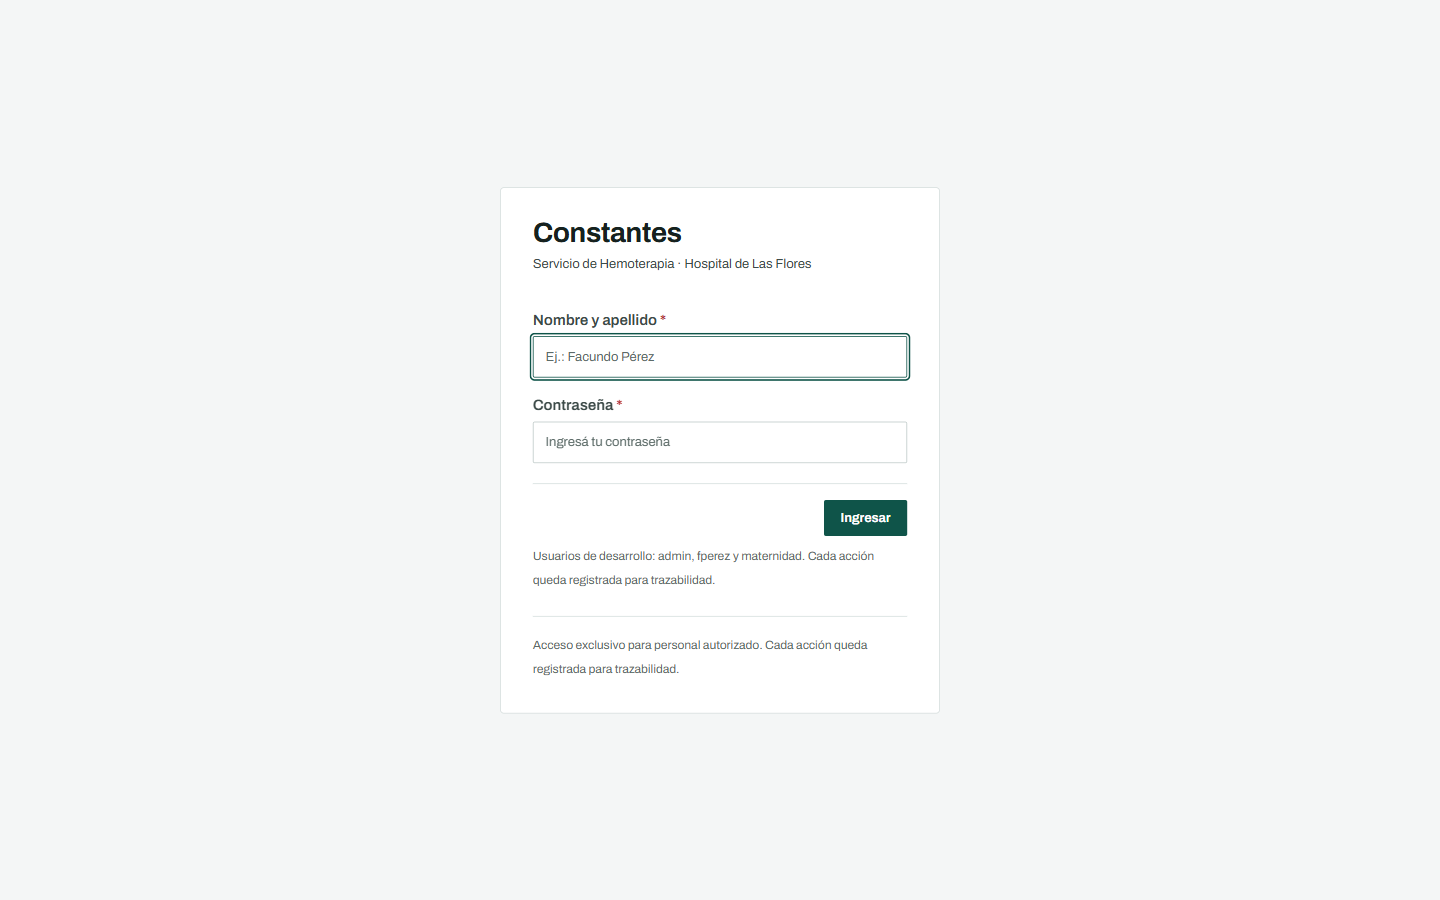 Constantes
Servicio de Hemoterapia · Hospital de Las Flores
Nombre y apellido *
Ej.: Facundo Pérez
Contraseña *
Ingresá tu contraseña
Ingresar
Usuarios de desarrollo: admin, fperez y maternidad. Cada acción
queda registrada para trazabilidad.
Acceso exclusivo para personal autorizado. Cada acción queda
registrada para trazabilidad.